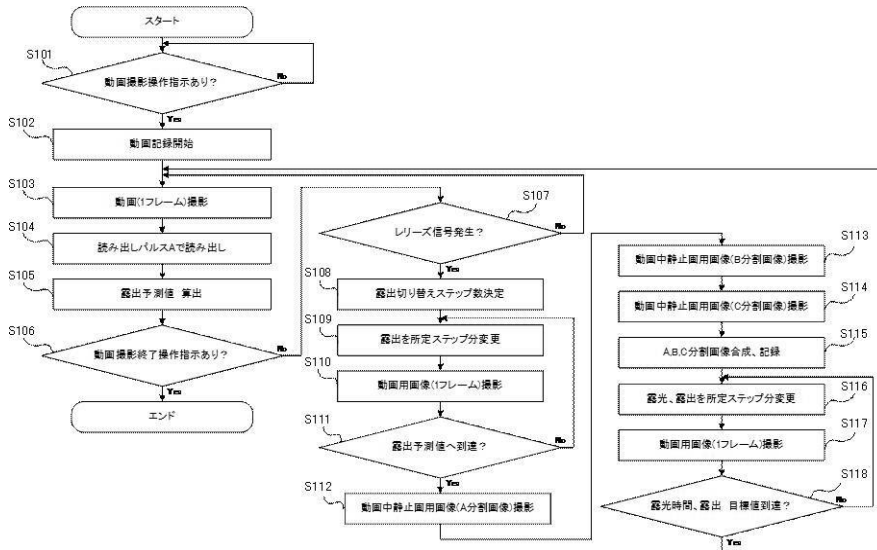 スタート
S101
動画撮影操作指示あり?
No
Yes
S102
動画記録開始
S103
動画(1フレーム)撮影
S104
読み出しパルスAで読み出し
S105
露出予測値 算出
S106
動画撮影終了操作指示あり?
No
Yes
エンド
S107
レリーズ信号発生?
No
Yes
S108
露出切り替えステップ数決定
S109
露出を所定ステップ分変更
S110
動画用画像(1フレーム)撮影
S111
露出予測値へ到達?
No
Yes
S112
動画中静止画用画像(A分割画像)撮影
S113
動画中静止画用画像(B分割画像)撮影
S114
動画中静止画用画像(C分割画像)撮影
S115
A,B,C分割画像合成、記録
S116
露光、露出を所定ステップ分変更
S117
動画用画像(1フレーム)撮影
S118
露光時間、露出 目標値到達?
No
Yes